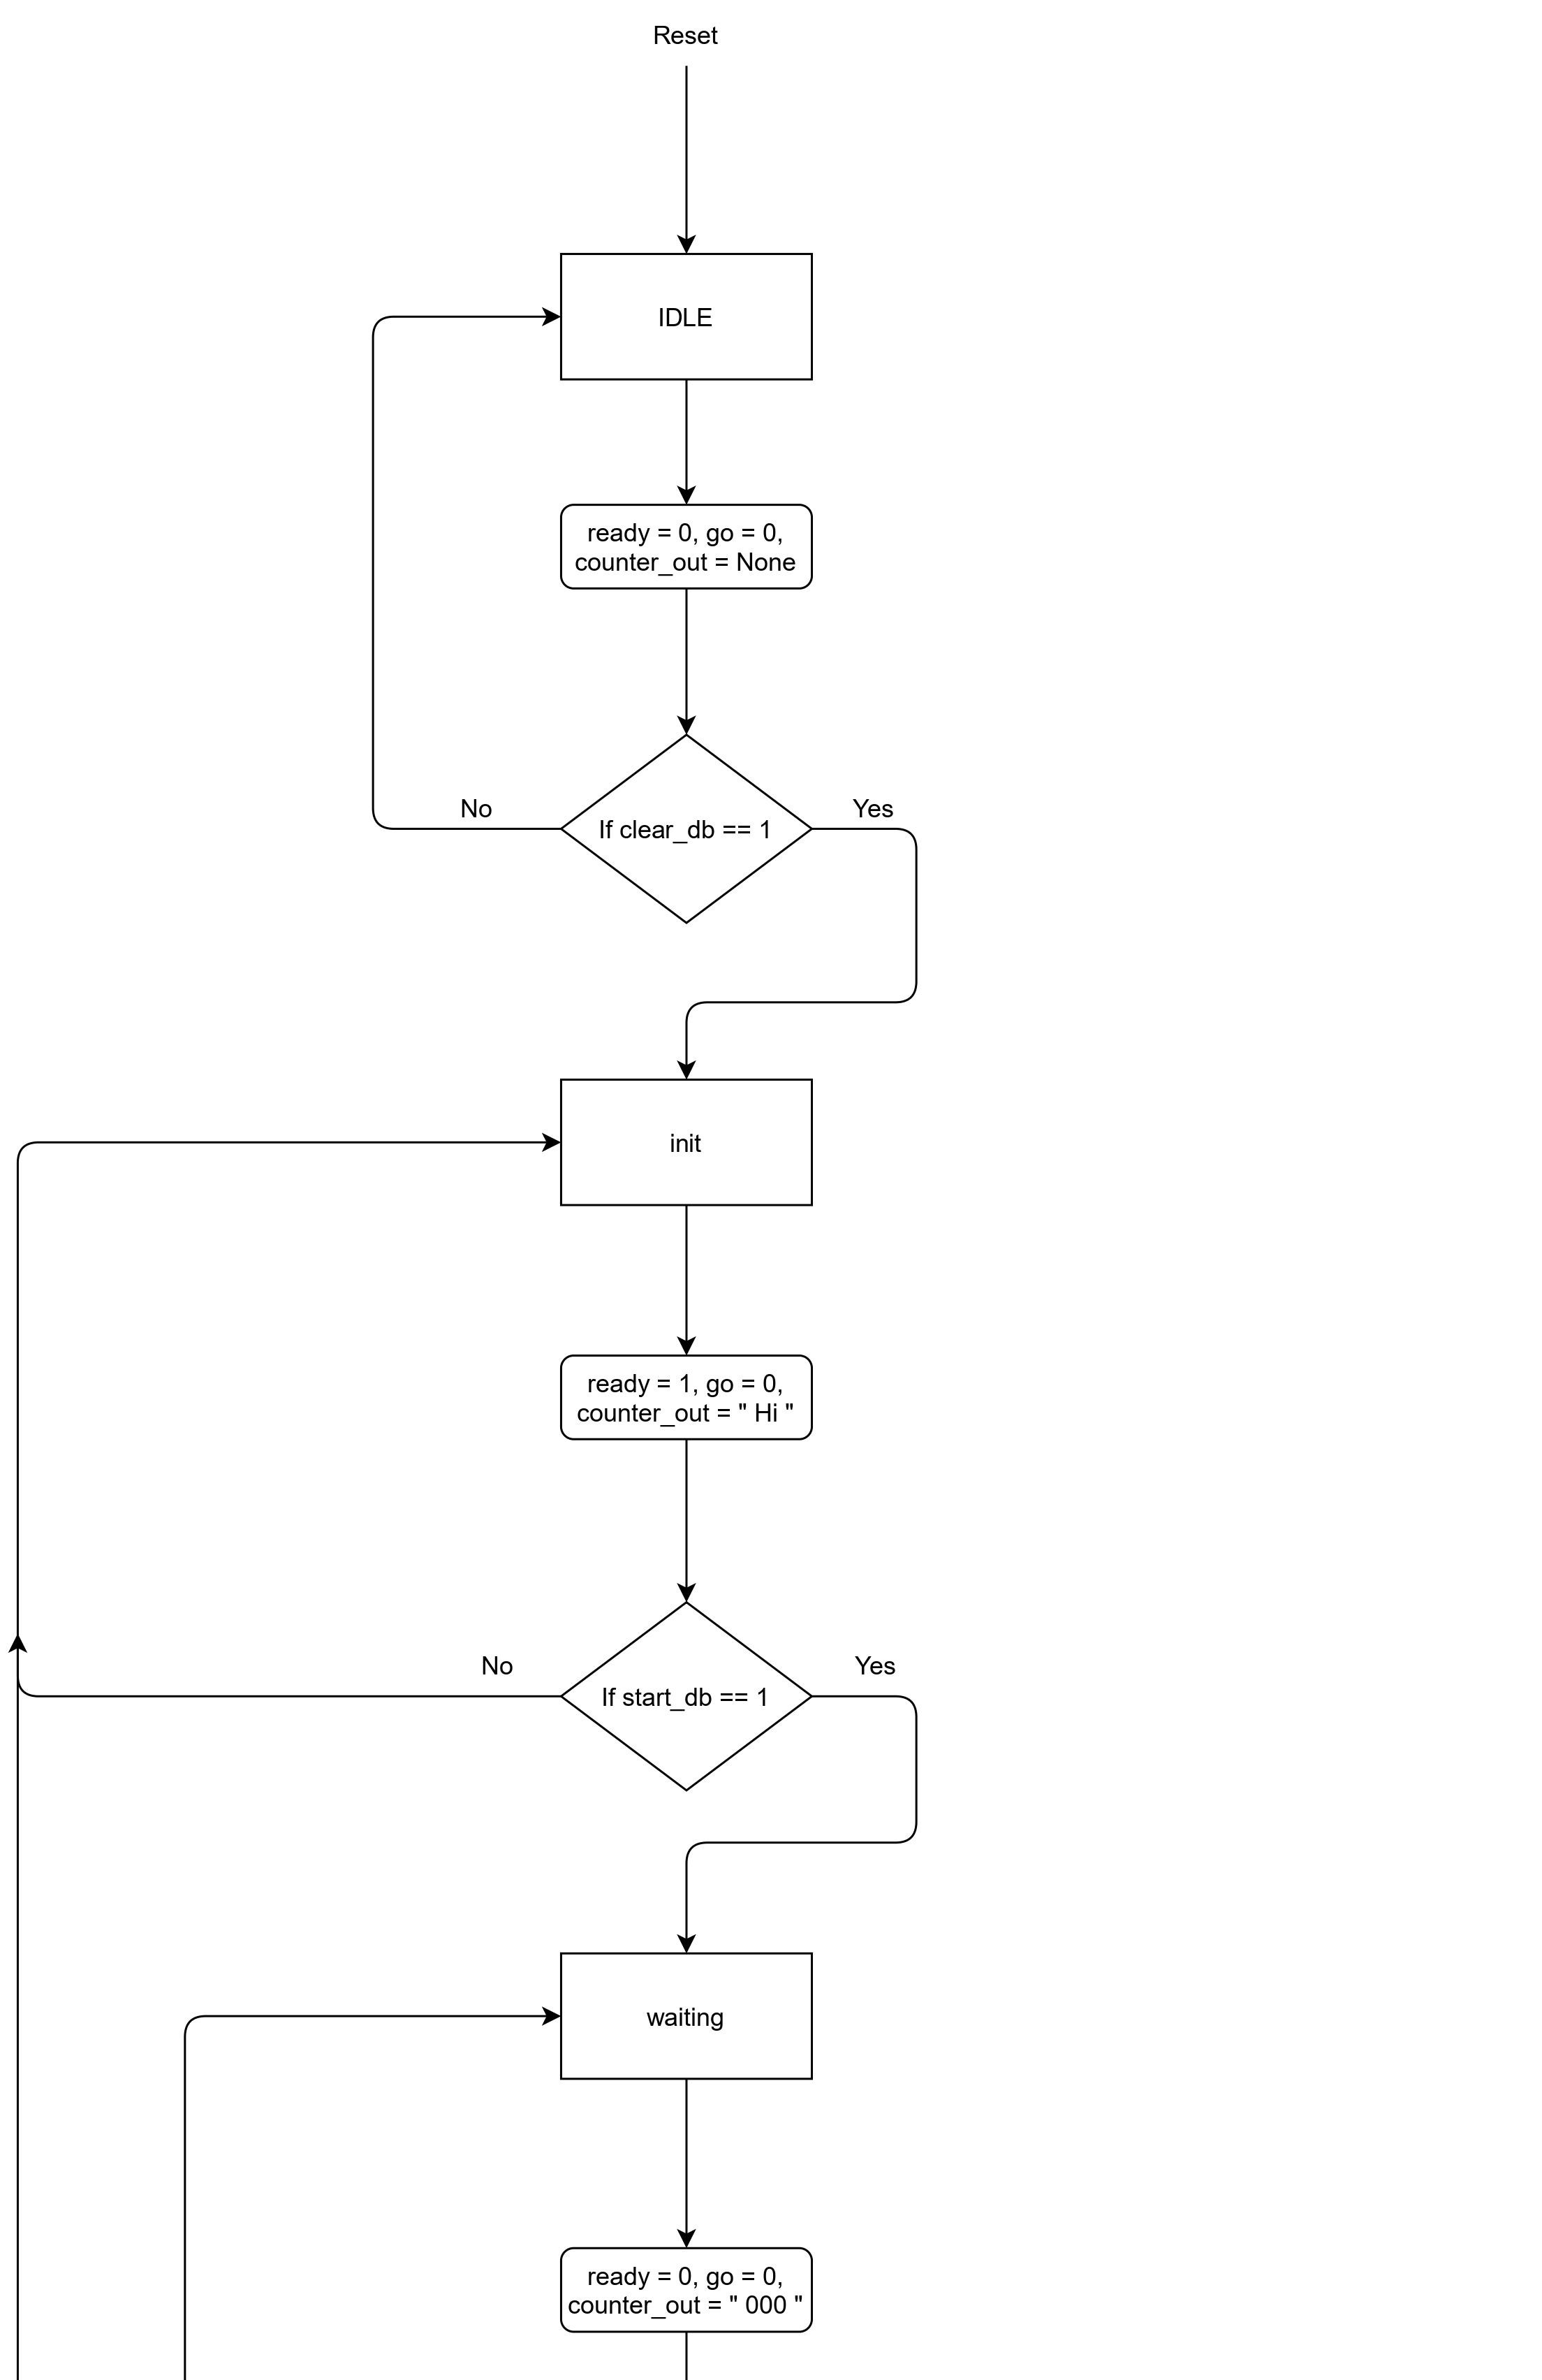 Reset
IDLE
ready = 0, go = 0,
counter_out = None
No
Yes
If clear_db == 1
init
ready = 1, go = 0,
counter_out = " Hi "
No
Yes
If start_db == 1
waiting
ready = 0, go = 0,
counter_out = " 000 "